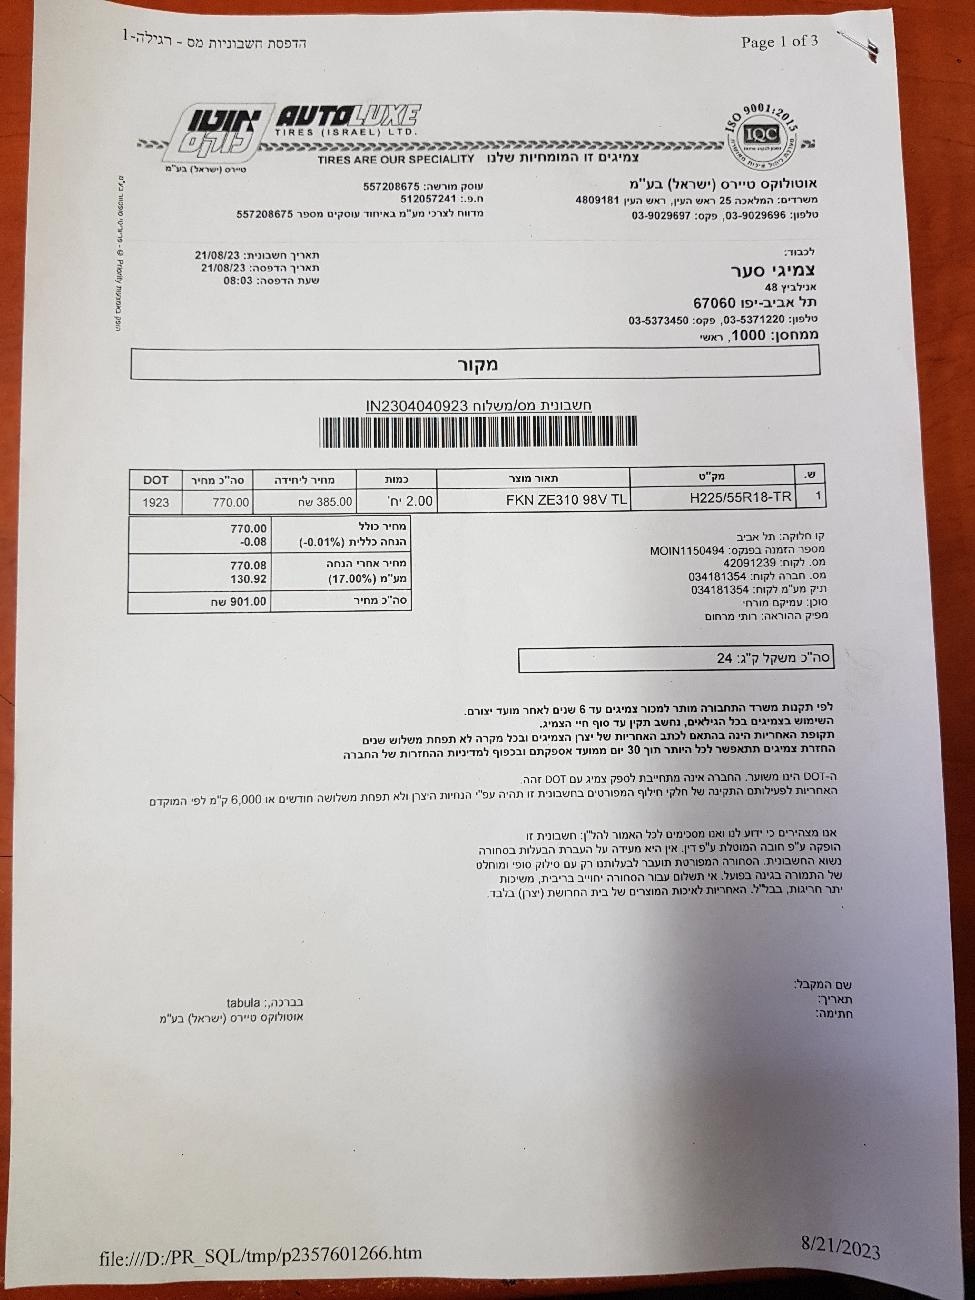 Page 1 of 3
הדפסת חשבוניות מס - רגילה-1
ISO 9001:2015
IQC
אוטו לוקס
AUTOLUXE
TIRES (ISRAEL) LTD.
טיירס (ישראל) בע"מ
TIRES ARE OUR SPECIALITY צמיגים זו המומחיות שלנו
אוטולוקס טיירס (ישראל) בע"מ
משרדים: המלאכה 25 ראש העין, ראש העין 4809181
טלפון: 03-9029696, פקס: 03-9029697
עוסק מורשה: 557208675
ח.פ.: 512057241
מדווח לצרכי מע"מ באיחוד עוסקים מספר 557208675
לכבוד:
צמיגי סער
אנילביץ 48
תל אביב-יפו 67060
טלפון: 03-5371220, פקס: 03-5373450
ממחסן: 1000, ראשי
תאריך חשבונית: 21/08/23
תאריך הדפסה: 21/08/23
שעת הדפסה: 08:03
מקור
חשבונית מס/משלוח IN2304040923
ש. מק"ט תאור מוצר כמות מחיר ליחידה סה"כ מחיר DOT
1 H225/55R18-TR FKN ZE310 98V TL 2.00 יח' 385.00 שח 770.00 1923
מחיר כולל 770.00
הנחה כללית (-0.01%) -0.08
מחיר אחרי הנחה 770.08
מע"מ (17.00%) 130.92
סה"כ מחיר 901.00 שח
קו חלוקה: תל אביב
מספר הזמנה בפנקס: MOIN1150494
מס. לקוח: 42091239
מס. חברה לקוח: 034181354
תיק מע"מ לקוח: 034181354
סוכן: עמיקם מורחי
מפיק ההוראה: רותי מרחום
סה"כ משקל ק"ג: 24
לפי תקנות משרד התחבורה מותר למכור צמיגים עד 6 שנים לאחר מועד יצורם.
השימוש בצמיגים בכל הגילאים, נחשב תקין עד סוף חיי הצמיג.
תקופת האחריות הינה בהתאם לכתב האחריות של יצרן הצמיגים ובכל מקרה לא תפחת משלוש שנים
החזרת צמיגים תתאפשר לכל היותר תוך 30 יום ממועד אספקתם ובכפוף למדיניות ההחזרות של החברה
ה-DOT הינו משוער. החברה אינה מתחייבת לספק צמיג עם DOT זהה.
האחריות לפעילותם התקינה של חלקי חילוף המפורטים בחשבונית זו תהיה עפ"י הנחיות היצרן ולא תפחת משלושה חודשים או 6,000 ק"מ לפי המוקדם
אנו מצהירים כי ידוע לנו ואנו מסכימים לכל האמור להל"ן: חשבונית זו
הופקה ע"פ חובה המוטלת ע"פ דין. אין היא מעידה על העברת הבעלות בסחורה
נשוא החשבונית. הסחורה המפורטת תועבר לבעלותנו רק עם סילוק סופי ומוחלט
של התמורה בגינה בפועל. אי תשלום עבור הסחורה יחוייב בריבית, משיכות
יתר חריגות, בבל"ל. האחריות לאיכות המוצרים של בית החרושת (יצרן) בלבד.
שם המקבל:
תאריך:
חתימה:
בברכה,: tabula
אוטולוקס טיירס (ישראל) בע"מ
file:///D:/PR_SQL/tmp/p2357601266.htm
8/21/2023